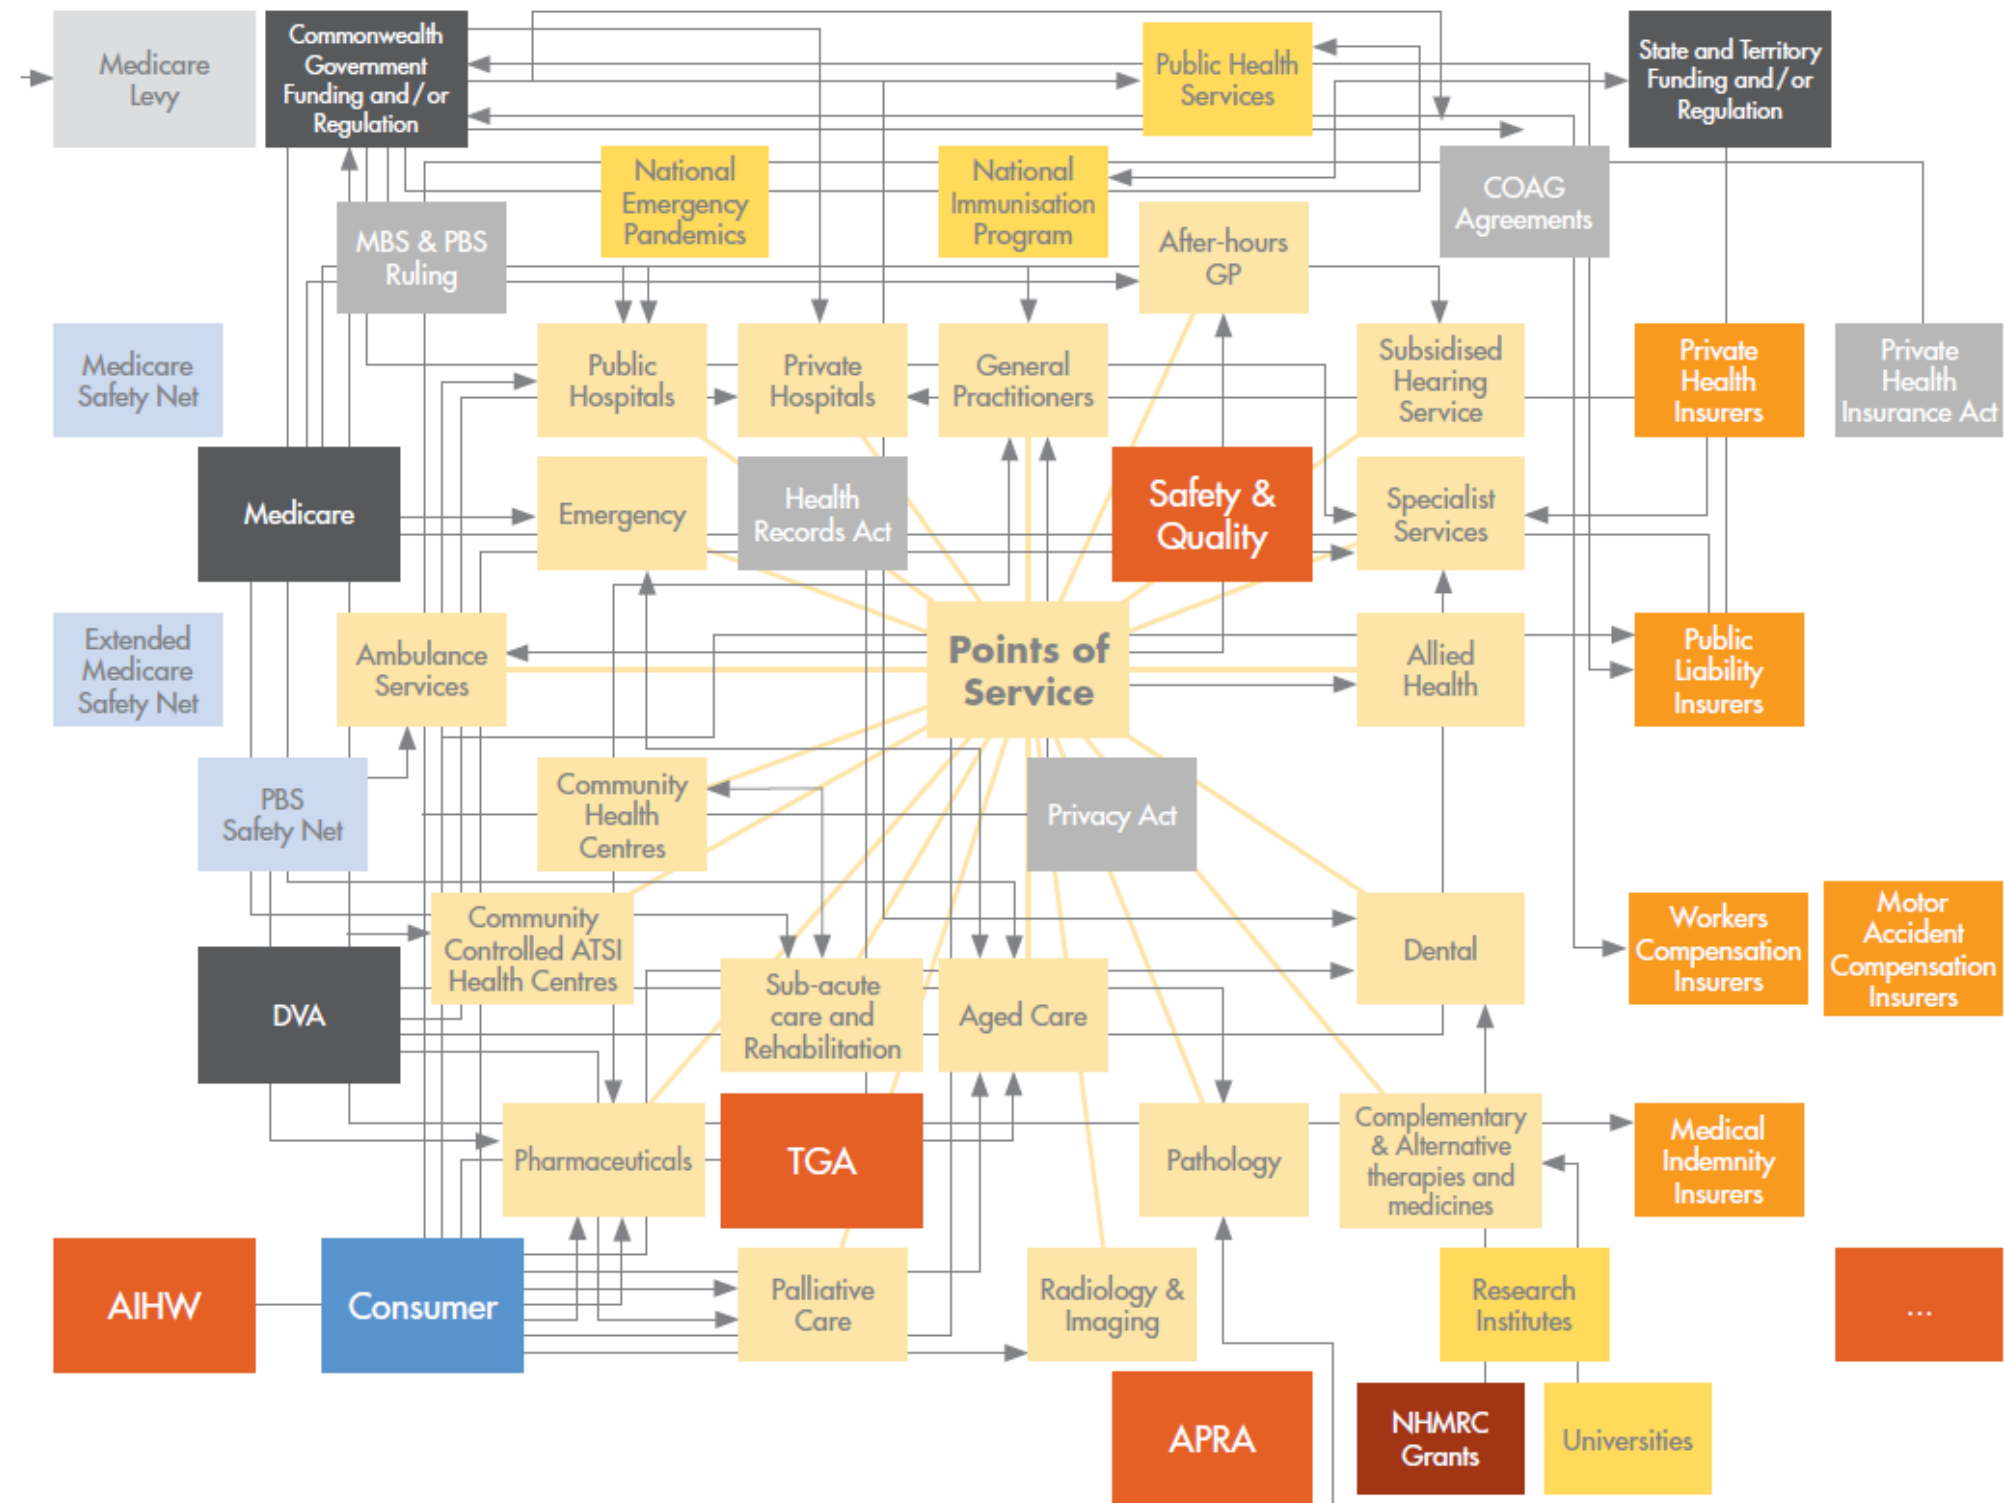 Medicare
Levy
Commonwealth
Government
Funding and/or
Regulation
Public Health
Services
State and Territory
Funding and/or
Regulation
National
Emergency
Pandemics
National
Immunisation
Program
COAG
Agreements
MBS & PBS
Ruling
After-hours
GP
Medicare
Safety Net
Public
Hospitals
Private
Hospitals
General
Practitioners
Subsidised
Hearing
Service
Private
Health
Insurers
Private
Health
Insurance Act
Medicare
Emergency
Health
Records Act
Safety &
Quality
Specialist
Services
Extended
Medicare
Safety Net
Ambulance
Services
Points of
Service
Allied
Health
Public
Liability
Insurers
PBS
Safety Net
Community
Health
Centres
Privacy Act
Community
Controlled ATSI
Health Centres
Dental
Workers
Compensation
Insurers
Motor
Accident
Compensation
Insurers
DVA
Sub-acute
care and
Rehabilitation
Aged Care
Pharmaceuticals
TGA
Pathology
Complementary
& Alternative
therapies and
medicines
Medical
Indemnity
Insurers
AIHW
Consumer
Palliative
Care
Radiology &
Imaging
Research
Institutes
...
APRA
NHMRC
Grants
Universities